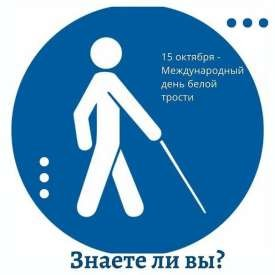 15 октября -
Международный
день белой
трости
Знаете ли вы?